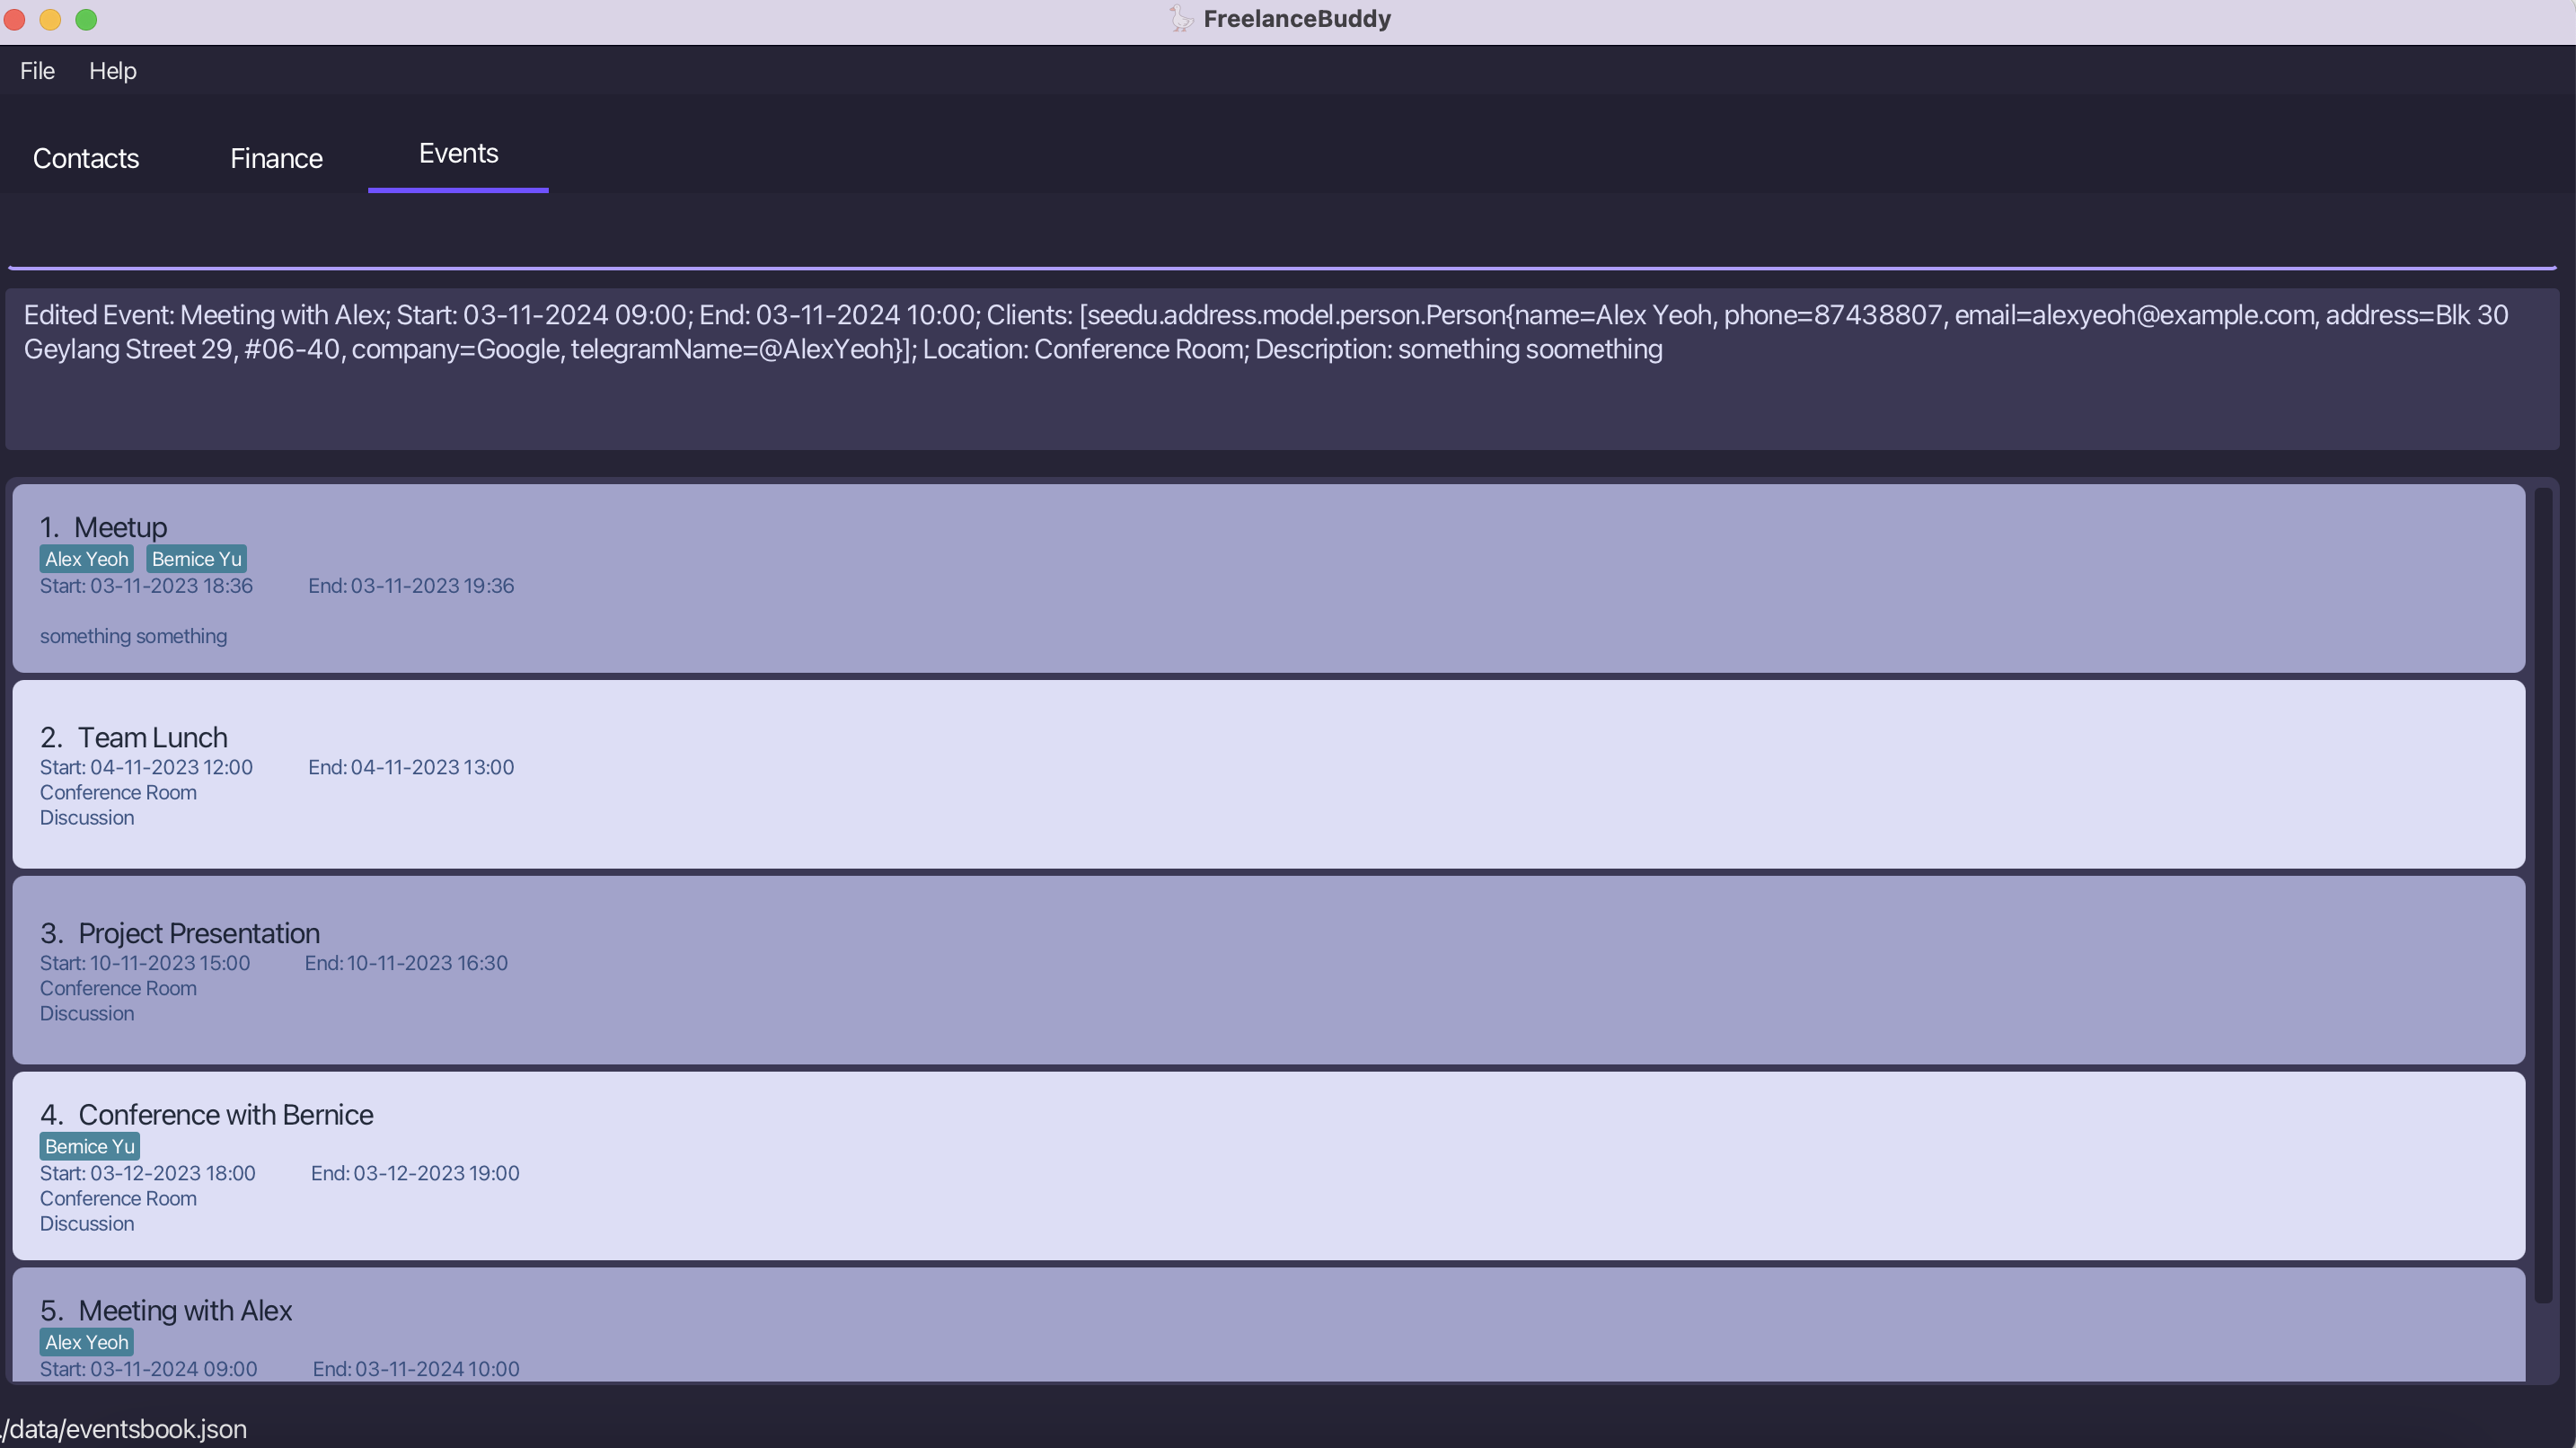 FreelanceBuddy
File Help
Contacts Finance Events
Edited Event: Meeting with Alex; Start: 03-11-2024 09:00; End: 03-11-2024 10:00; Clients: [seedu.address.model.person.Person{name=Alex Yeoh, phone=87438807, email=alexyeoh@example.com, address=Blk 30
Geylang Street 29, #06-40, company=Google, telegramName=@AlexYeoh}]; Location: Conference Room; Description: something soomething
1. Meetup
Alex Yeoh Bernice Yu
Start: 03-11-2023 18:36 End: 03-11-2023 19:36
something something
2. Team Lunch
Start: 04-11-2023 12:00 End: 04-11-2023 13:00
Conference Room
Discussion
3. Project Presentation
Start: 10-11-2023 15:00 End: 10-11-2023 16:30
Conference Room
Discussion
4. Conference with Bernice
Bernice Yu
Start: 03-12-2023 18:00 End: 03-12-2023 19:00
Conference Room
Discussion
5. Meeting with Alex
Alex Yeoh
Start: 03-11-2024 09:00 End: 03-11-2024 10:00
./data/eventsbook.json